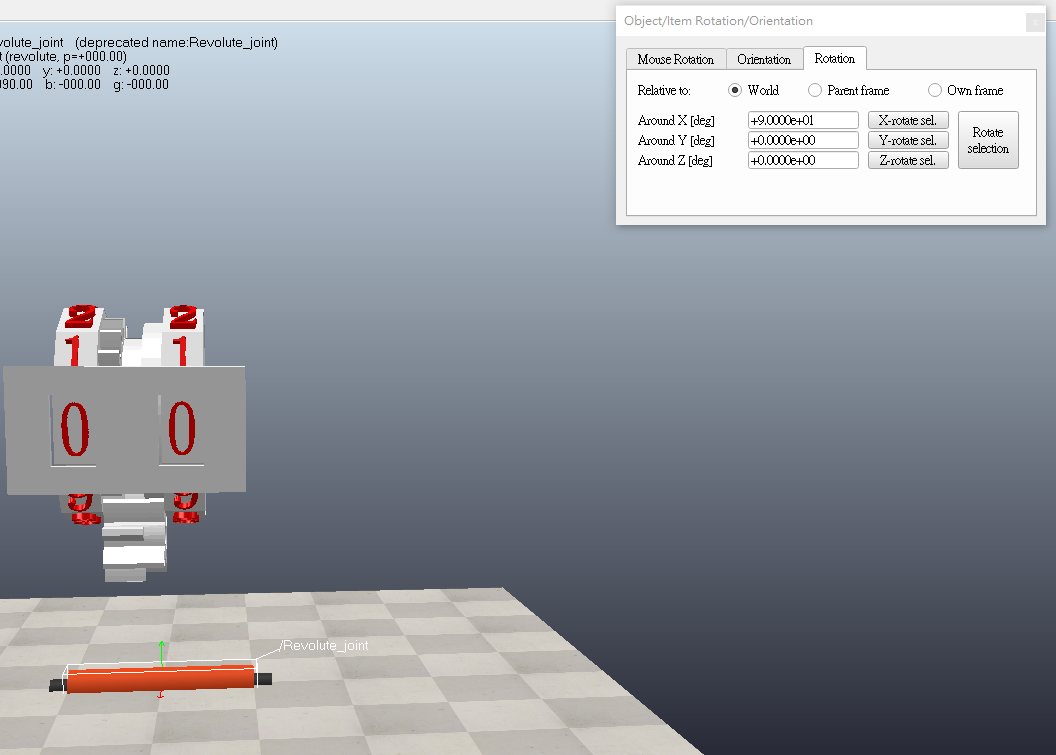 Object/Item Rotation/Orientation
Mouse Rotation Orientation Rotation
Relative to: World Parent frame Own frame
Around X [deg] +9.0000e+01 X-rotate sel.
Around Y [deg] +0.0000e+00 Y-rotate sel.
Around Z [deg] +0.0000e+00 Z-rotate sel.
Rotate
selection
volute_joint (deprecated name:Revolute_joint)
t (revolute, p=+000.00)
.0000 y: +0.0000 z: +0.0000
090.00 b: -000.00 g: -000.00
2 2
1 1
0 0
9 9
/Revolute_joint